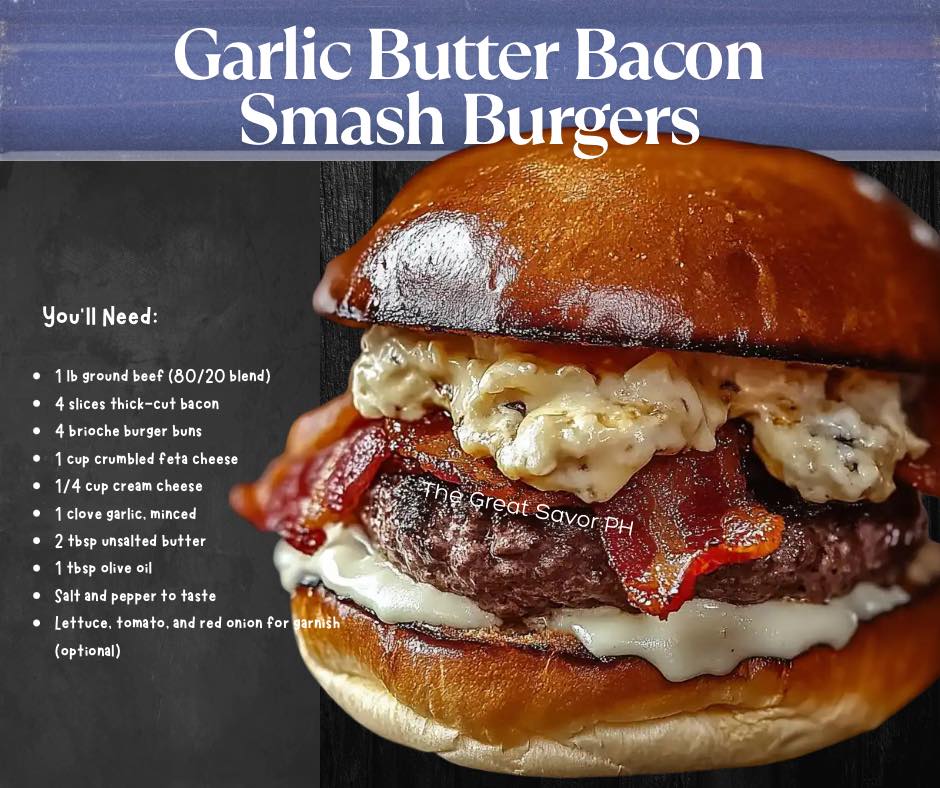 Garlic Butter Bacon
Smash Burgers
You'll Need:
• 1 lb ground beef (80/20 blend)
• 4 slices thick-cut bacon
• 4 brioche burger buns
• 1 cup crumbled feta cheese
• 1/4 cup cream cheese
• 1 clove garlic, minced
• 2 tbsp unsalted butter
• 1 tbsp olive oil
• Salt and pepper to taste
• Lettuce, tomato, and red onion for garnish
(optional)
The Great Savor PH